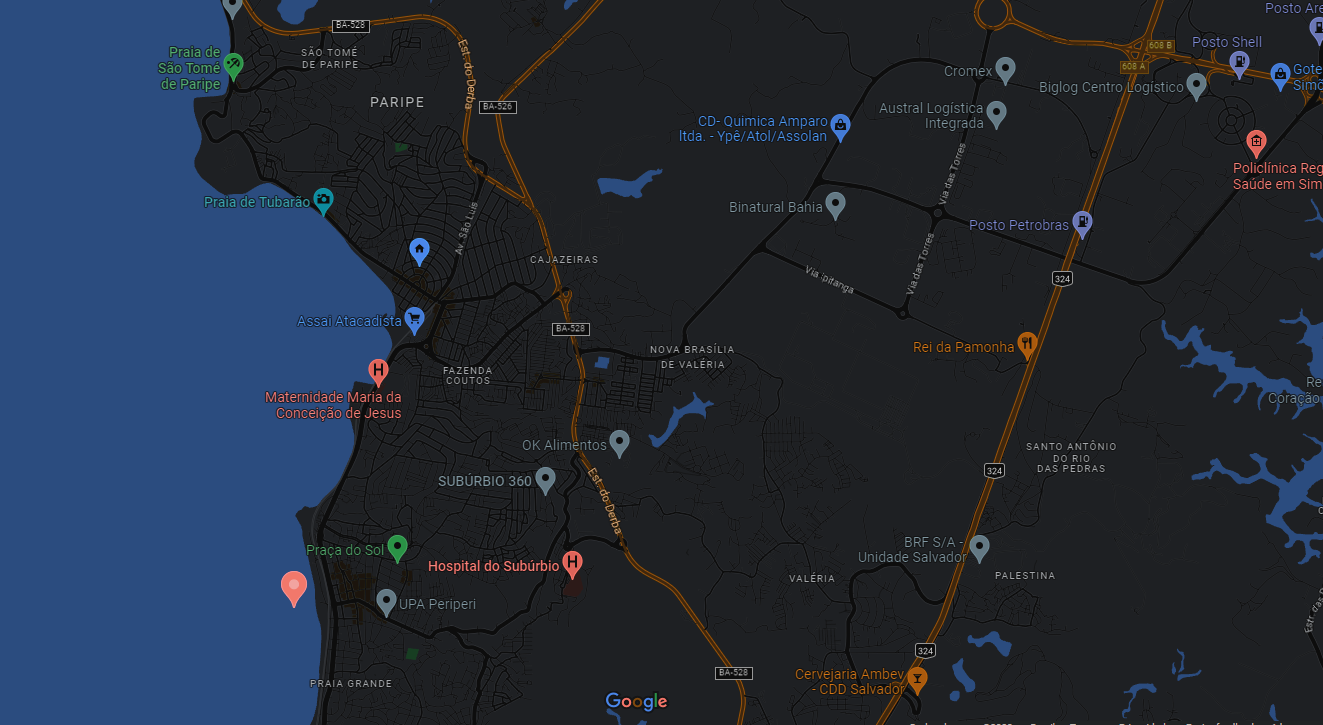 BA-528
Posto Are
608 B
608 A
Posto Shell
Praia de
São Tomé
de Paripe
SÃO TOMÉ
DE PARIPE
Est. do Derba
Cromex
Gote
Simõ
Biglog Centro Logístico
PARIPE
BA-526
Austral Logística
Integrada
CD- Quimica Amparo
ltda. - Ypê/Atol/Assolan
Policlínica Reg
Saúde em Sim
Via das Torres
Praia de Tubarão
Binatural Bahia
Posto Petrobras
Av. São Luis
CAJAZEIRAS
Via das Torres
Via Ipitanga
324
Assai Atacadista
BA-528
Rei da Pamonha
NOVA BRASÍLIA
DE VALÉRIA
FAZENDA
COUTOS
Maternidade Maria da
Conceição de Jesus
Re
Coração
OK Alimentos
SANTO ANTÔNIO
DO RIO
DAS PEDRAS
324
SUBÚRBIO 360
Est. do Derba
Praça do Sol
BRF S/A -
Unidade Salvador
Hospital do Subúrbio
VALÉRIA
PALESTINA
UPA Periperi
324
BA-528
Cervejaria Ambev
- CDD Salvador
PRAIA GRANDE
Google